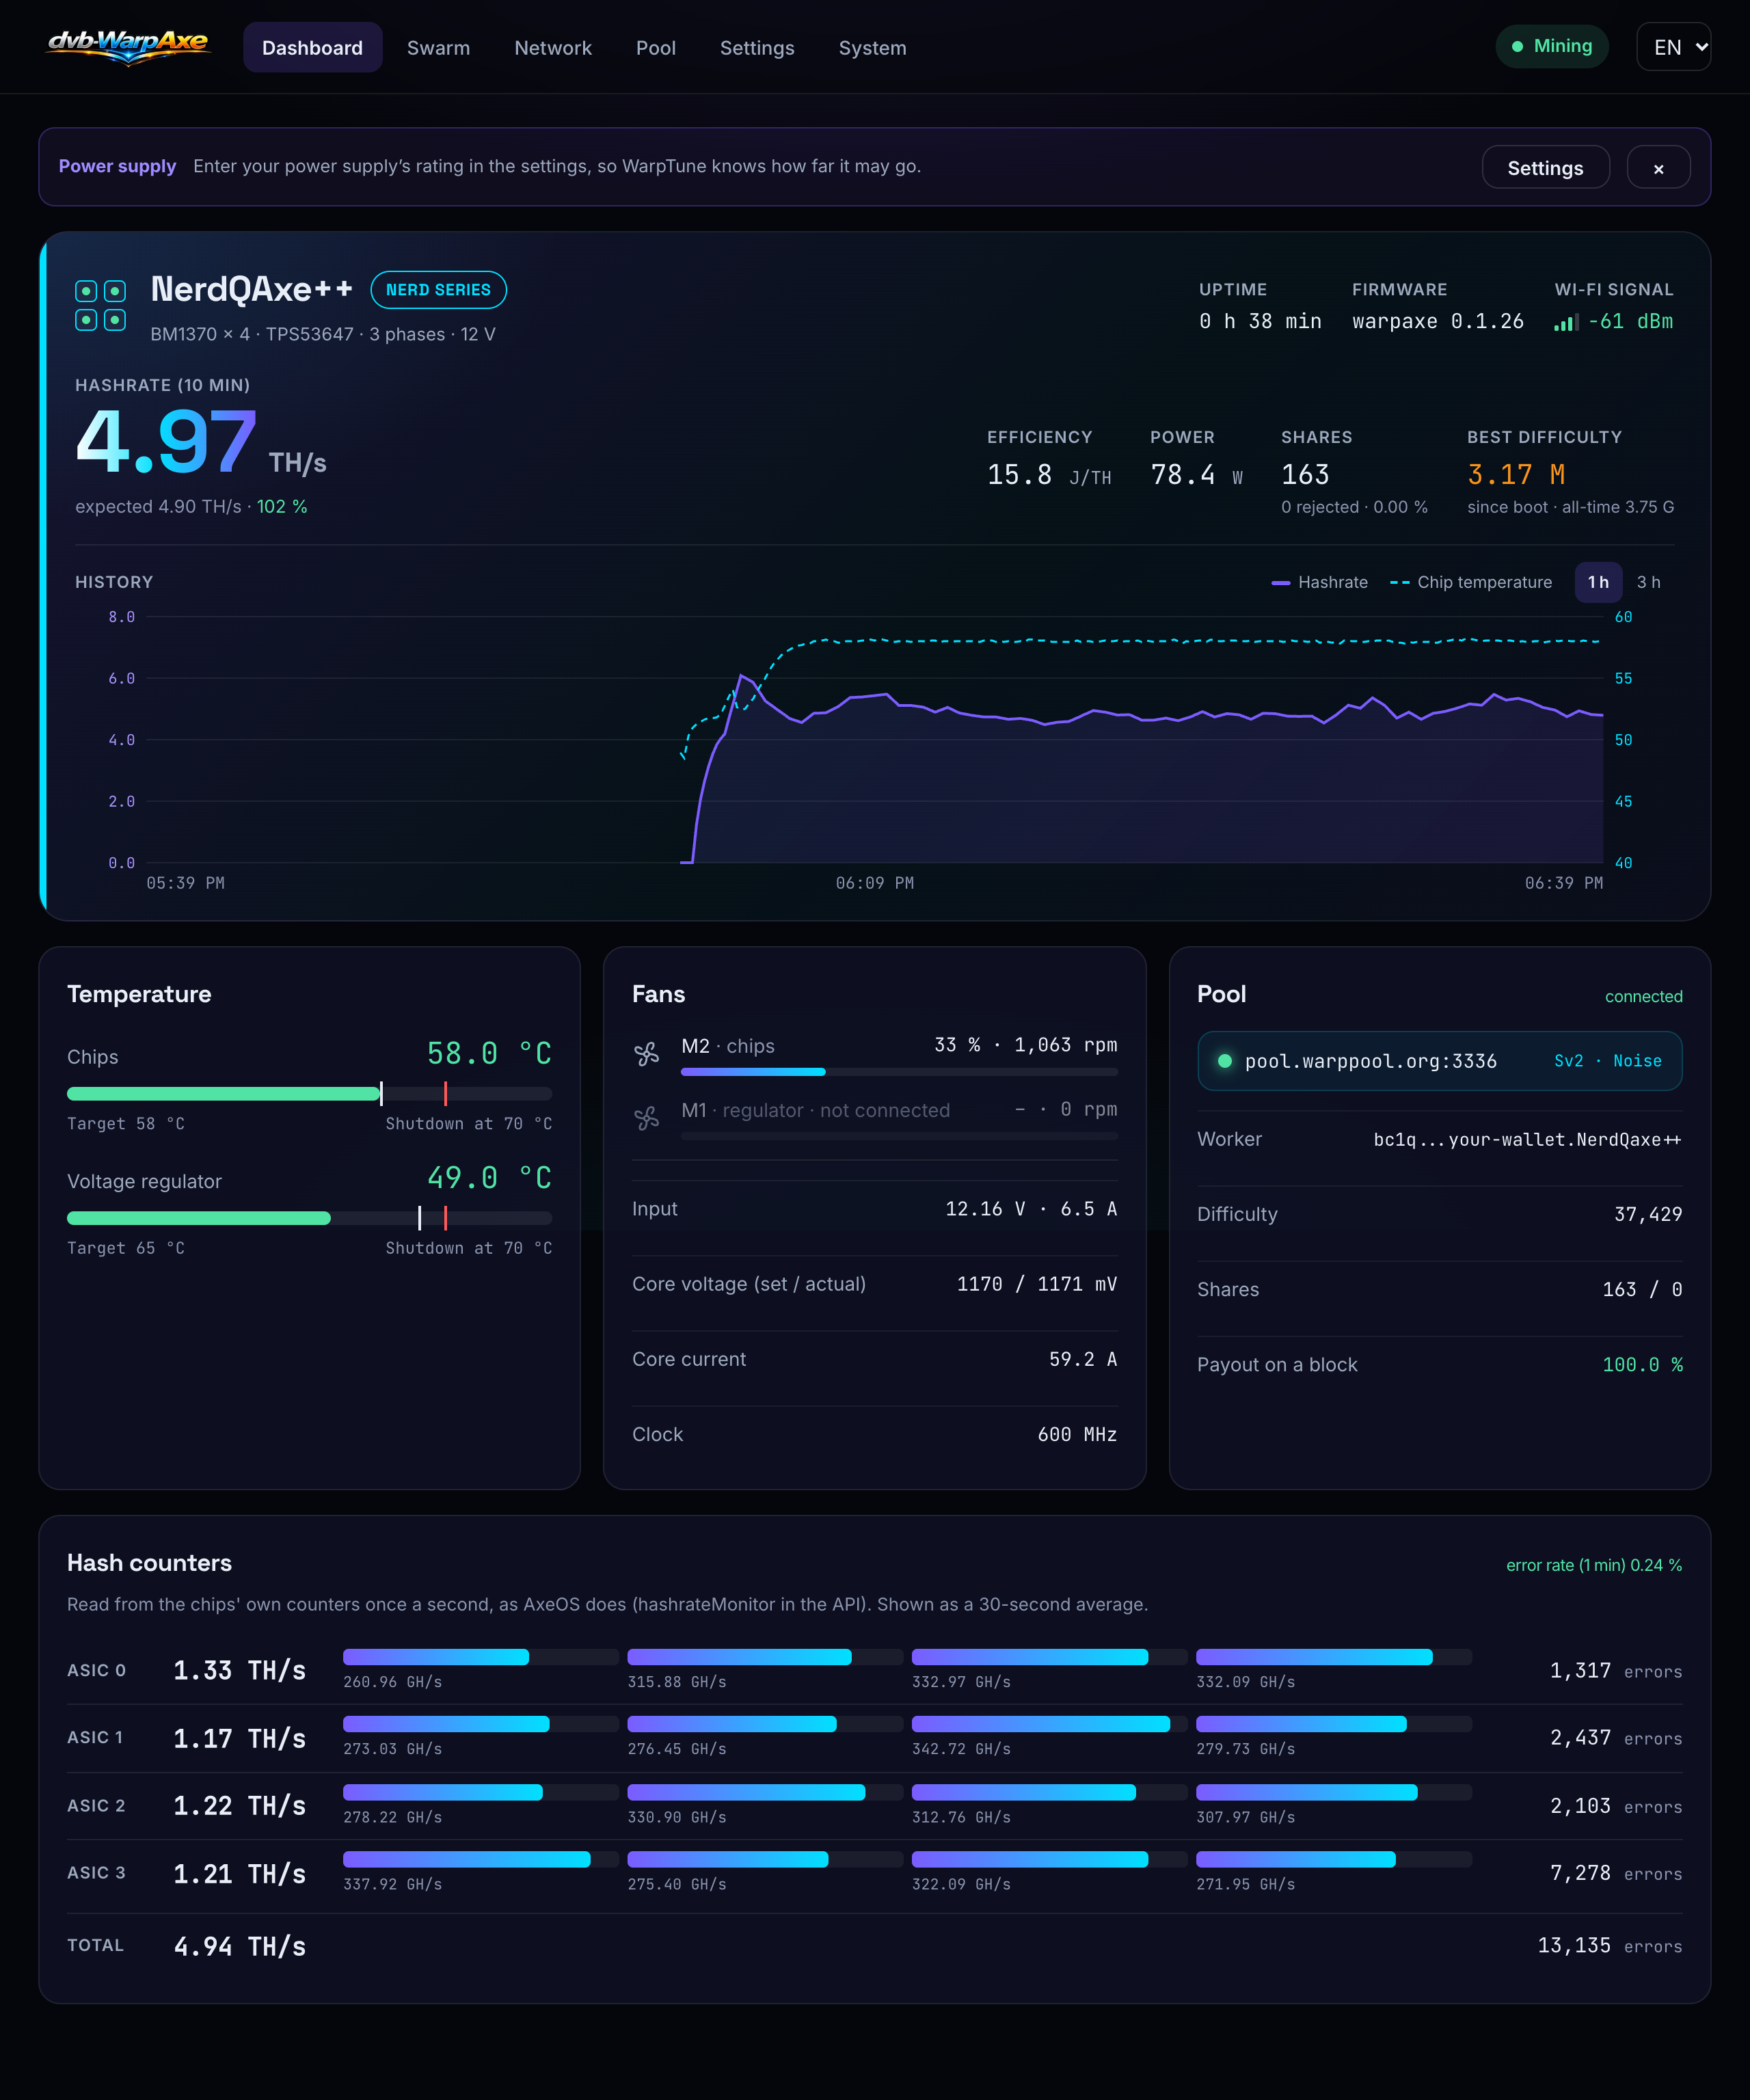 dvb-WarpAxe
Dashboard Swarm Network Pool Settings System
Mining
EN
Power supply Enter your power supply's rating in the settings, so WarpTune knows how far it may go.
Settings ×
NerdQAxe++ NERD SERIES
BM1370 × 4 · TPS53647 · 3 phases · 12 V
UPTIME FIRMWARE WI-FI SIGNAL
0 h 38 min warpaxe 0.1.26 -61 dBm
HASHRATE (10 MIN)
4.97 TH/s
expected 4.90 TH/s · 102 %
EFFICIENCY POWER SHARES BEST DIFFICULTY
15.8 J/TH 78.4 W 163 3.17 M
0 rejected · 0.00 % since boot · all-time 3.75 G
HISTORY
Hashrate Chip temperature 1 h 3 h
8.0 60
6.0 55
4.0 50
2.0 45
0.0 40
05:39 PM 06:09 PM 06:39 PM
Temperature
Chips 58.0 °C
Target 58 °C Shutdown at 70 °C
Voltage regulator 49.0 °C
Target 65 °C Shutdown at 70 °C
Fans
M2 · chips 33 % · 1,063 rpm
M1 · regulator · not connected – · 0 rpm
Input 12.16 V · 6.5 A
Core voltage (set / actual) 1170 / 1171 mV
Core current 59.2 A
Clock 600 MHz
Pool connected
pool.warppool.org:3336 Sv2 · Noise
Worker bc1q...your-wallet.NerdQaxe++
Difficulty 37,429
Shares 163 / 0
Payout on a block 100.0 %
Hash counters error rate (1 min) 0.24 %
Read from the chips' own counters once a second, as AxeOS does (hashrateMonitor in the API). Shown as a 30-second average.
ASIC 0 1.33 TH/s 260.96 GH/s 315.88 GH/s 332.97 GH/s 332.09 GH/s 1,317 errors
ASIC 1 1.17 TH/s 273.03 GH/s 276.45 GH/s 342.72 GH/s 279.73 GH/s 2,437 errors
ASIC 2 1.22 TH/s 278.22 GH/s 330.90 GH/s 312.76 GH/s 307.97 GH/s 2,103 errors
ASIC 3 1.21 TH/s 337.92 GH/s 275.40 GH/s 322.09 GH/s 271.95 GH/s 7,278 errors
TOTAL 4.94 TH/s 13,135 errors